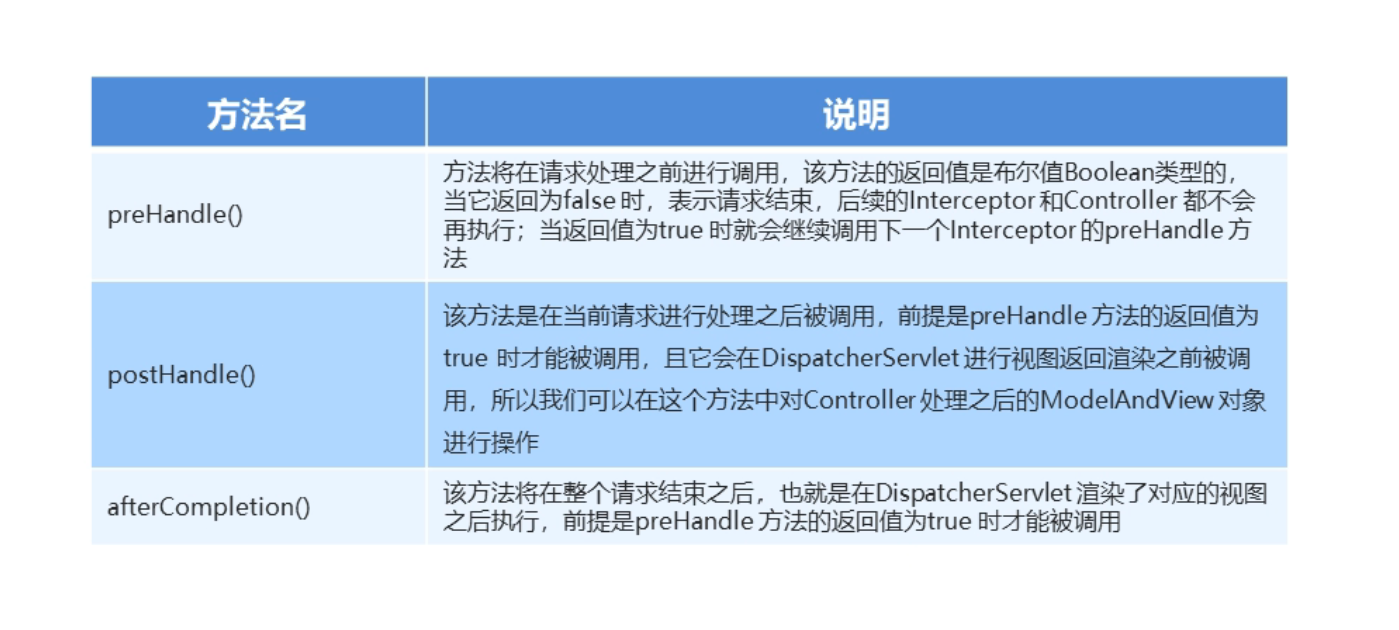 方法名
说明
preHandle()
方法将在请求处理之前进行调用，该方法的返回值是布尔值Boolean类型的，
当它返回为false 时，表示请求结束，后续的Interceptor 和Controller 都不会
再执行；当返回值为true 时就会继续调用下一个Interceptor 的preHandle 方
法
postHandle()
该方法是在当前请求进行处理之后被调用，前提是preHandle 方法的返回值为
true 时才能被调用，且它会在DispatcherServlet 进行视图返回渲染之前被调
用，所以我们可以在这个方法中对Controller 处理之后的ModelAndView 对象
进行操作
afterCompletion()
该方法将在整个请求结束之后，也就是在DispatcherServlet 渲染了对应的视图
之后执行，前提是preHandle 方法的返回值为true 时才能被调用